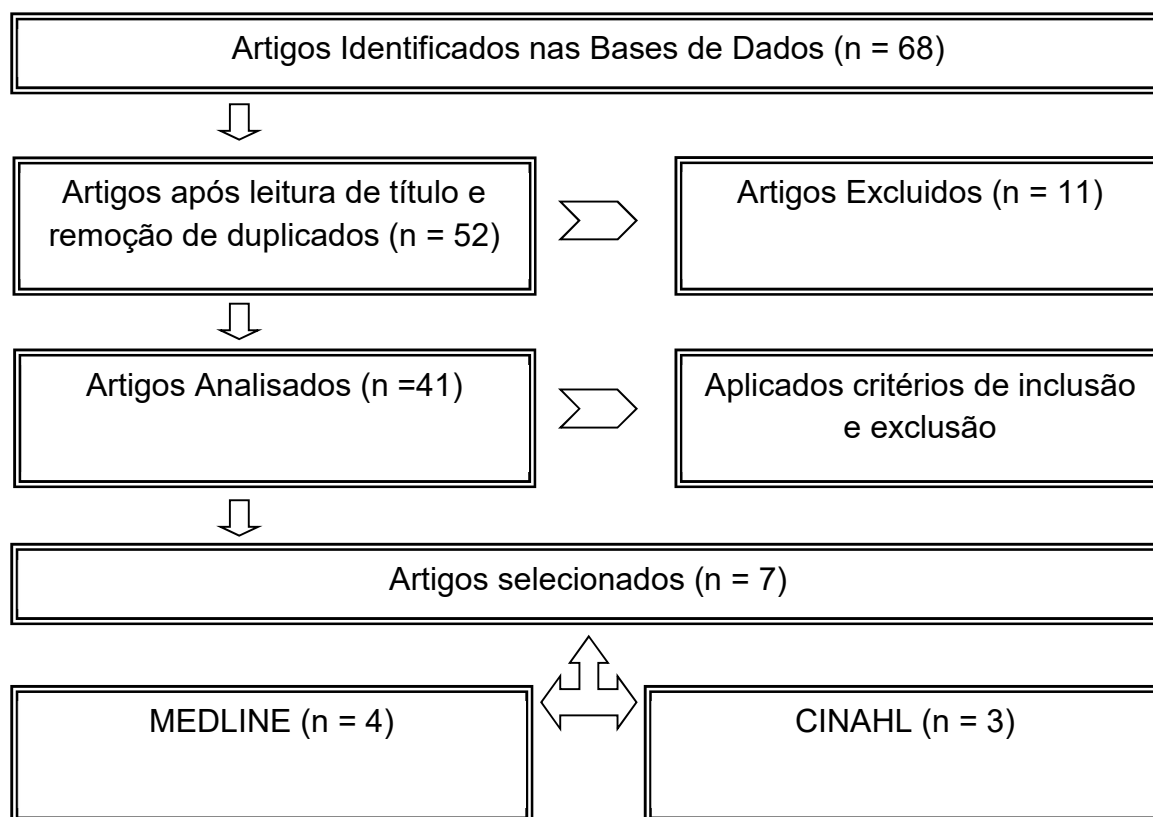 Artigos Identificados nas Bases de Dados (n = 68)
Artigos após leitura de título e
remoção de duplicados (n = 52)
Artigos Excluidos (n = 11)
Artigos Analisados (n =41)
Aplicados critérios de inclusão
e exclusão
Artigos selecionados (n = 7)
MEDLINE (n = 4)
CINAHL (n = 3)